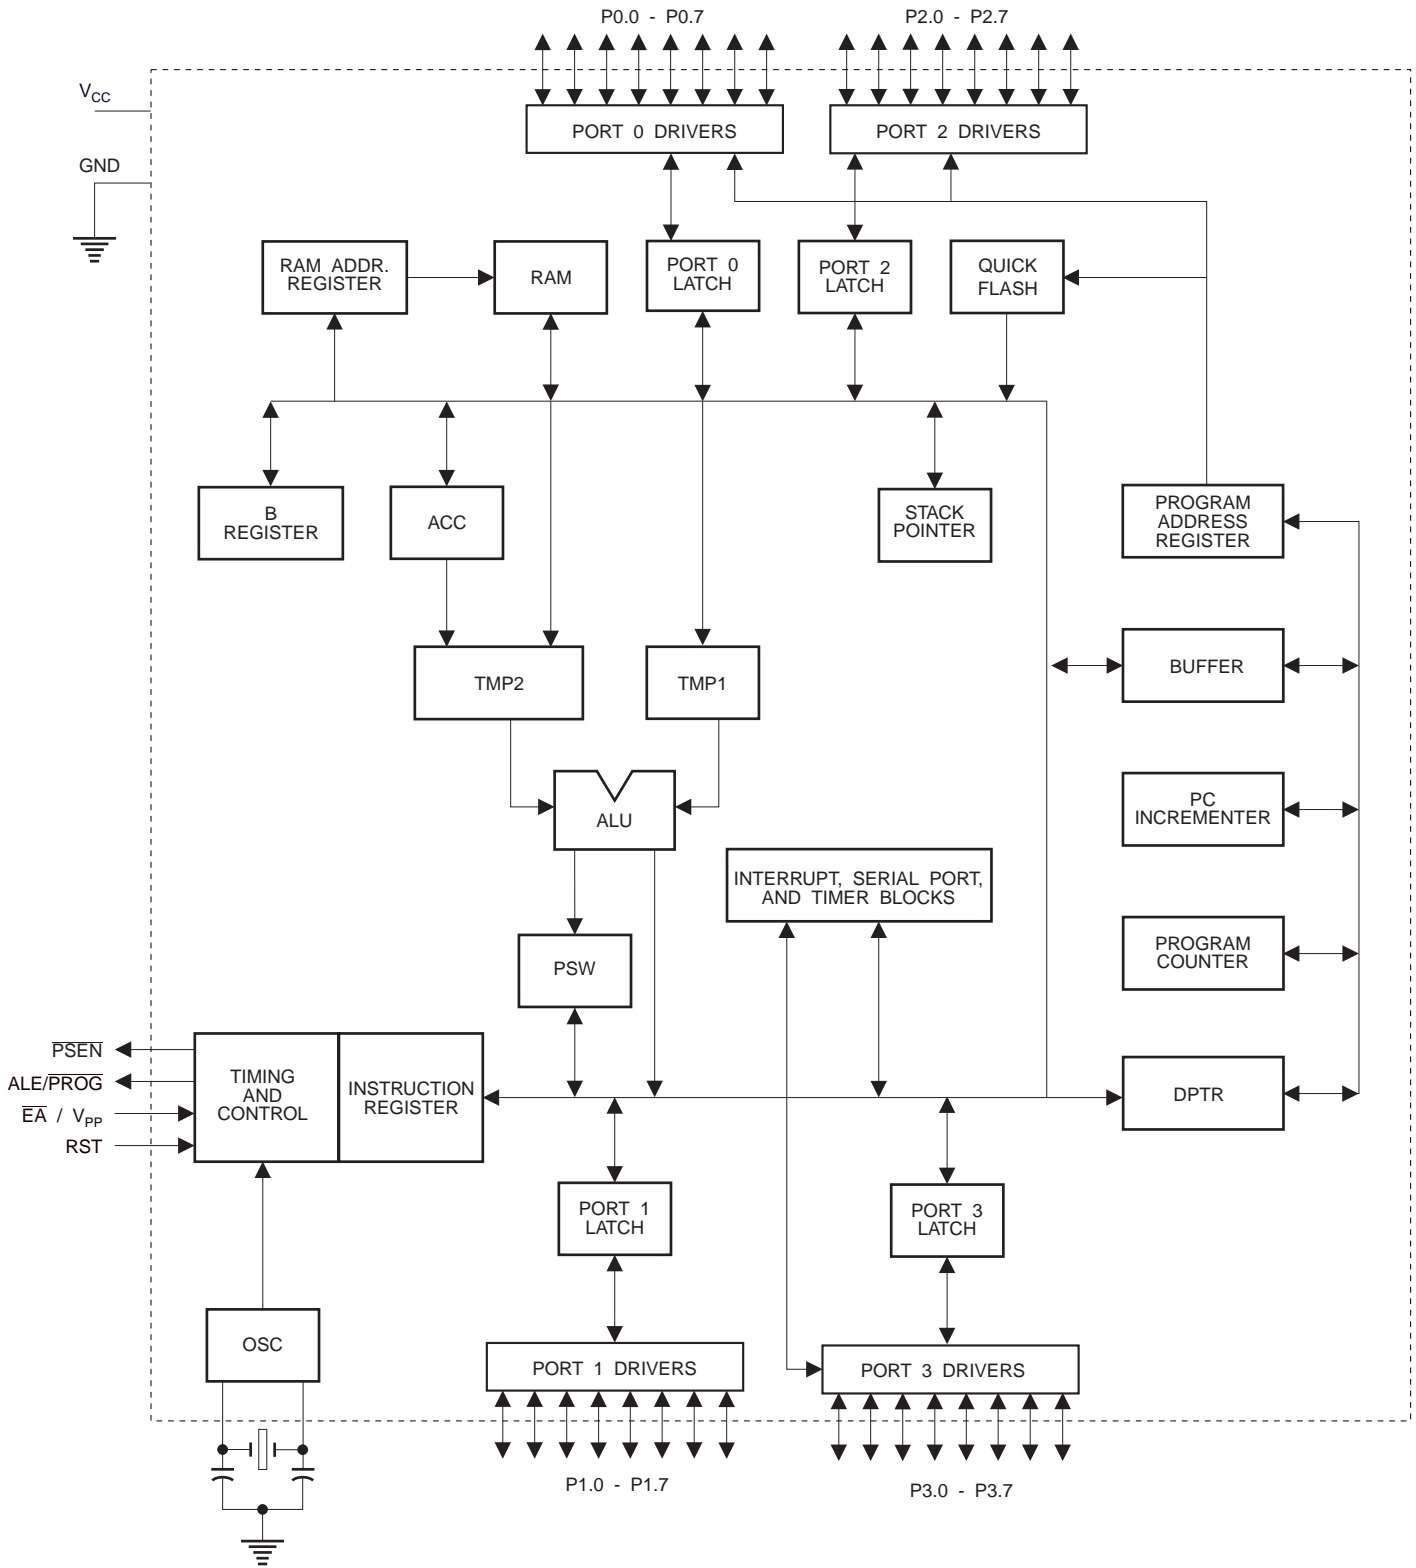 P0.0 - P0.7
P2.0 - P2.7
VCC
GND
PORT 0 DRIVERS
PORT 2 DRIVERS
RAM ADDR.
REGISTER
RAM
PORT 0
LATCH
PORT 2
LATCH
QUICK
FLASH
B
REGISTER
ACC
STACK
POINTER
PROGRAM
ADDRESS
REGISTER
TMP2
TMP1
BUFFER
ALU
PC
INCREMENTER
INTERRUPT, SERIAL PORT,
AND TIMER BLOCKS
PSW
PROGRAM
COUNTER
PSEN
ALE/PROG
EA / VPP
RST
TIMING
AND
CONTROL
INSTRUCTION
REGISTER
DPTR
PORT 1
LATCH
PORT 3
LATCH
OSC
PORT 1 DRIVERS
PORT 3 DRIVERS
P1.0 - P1.7
P3.0 - P3.7